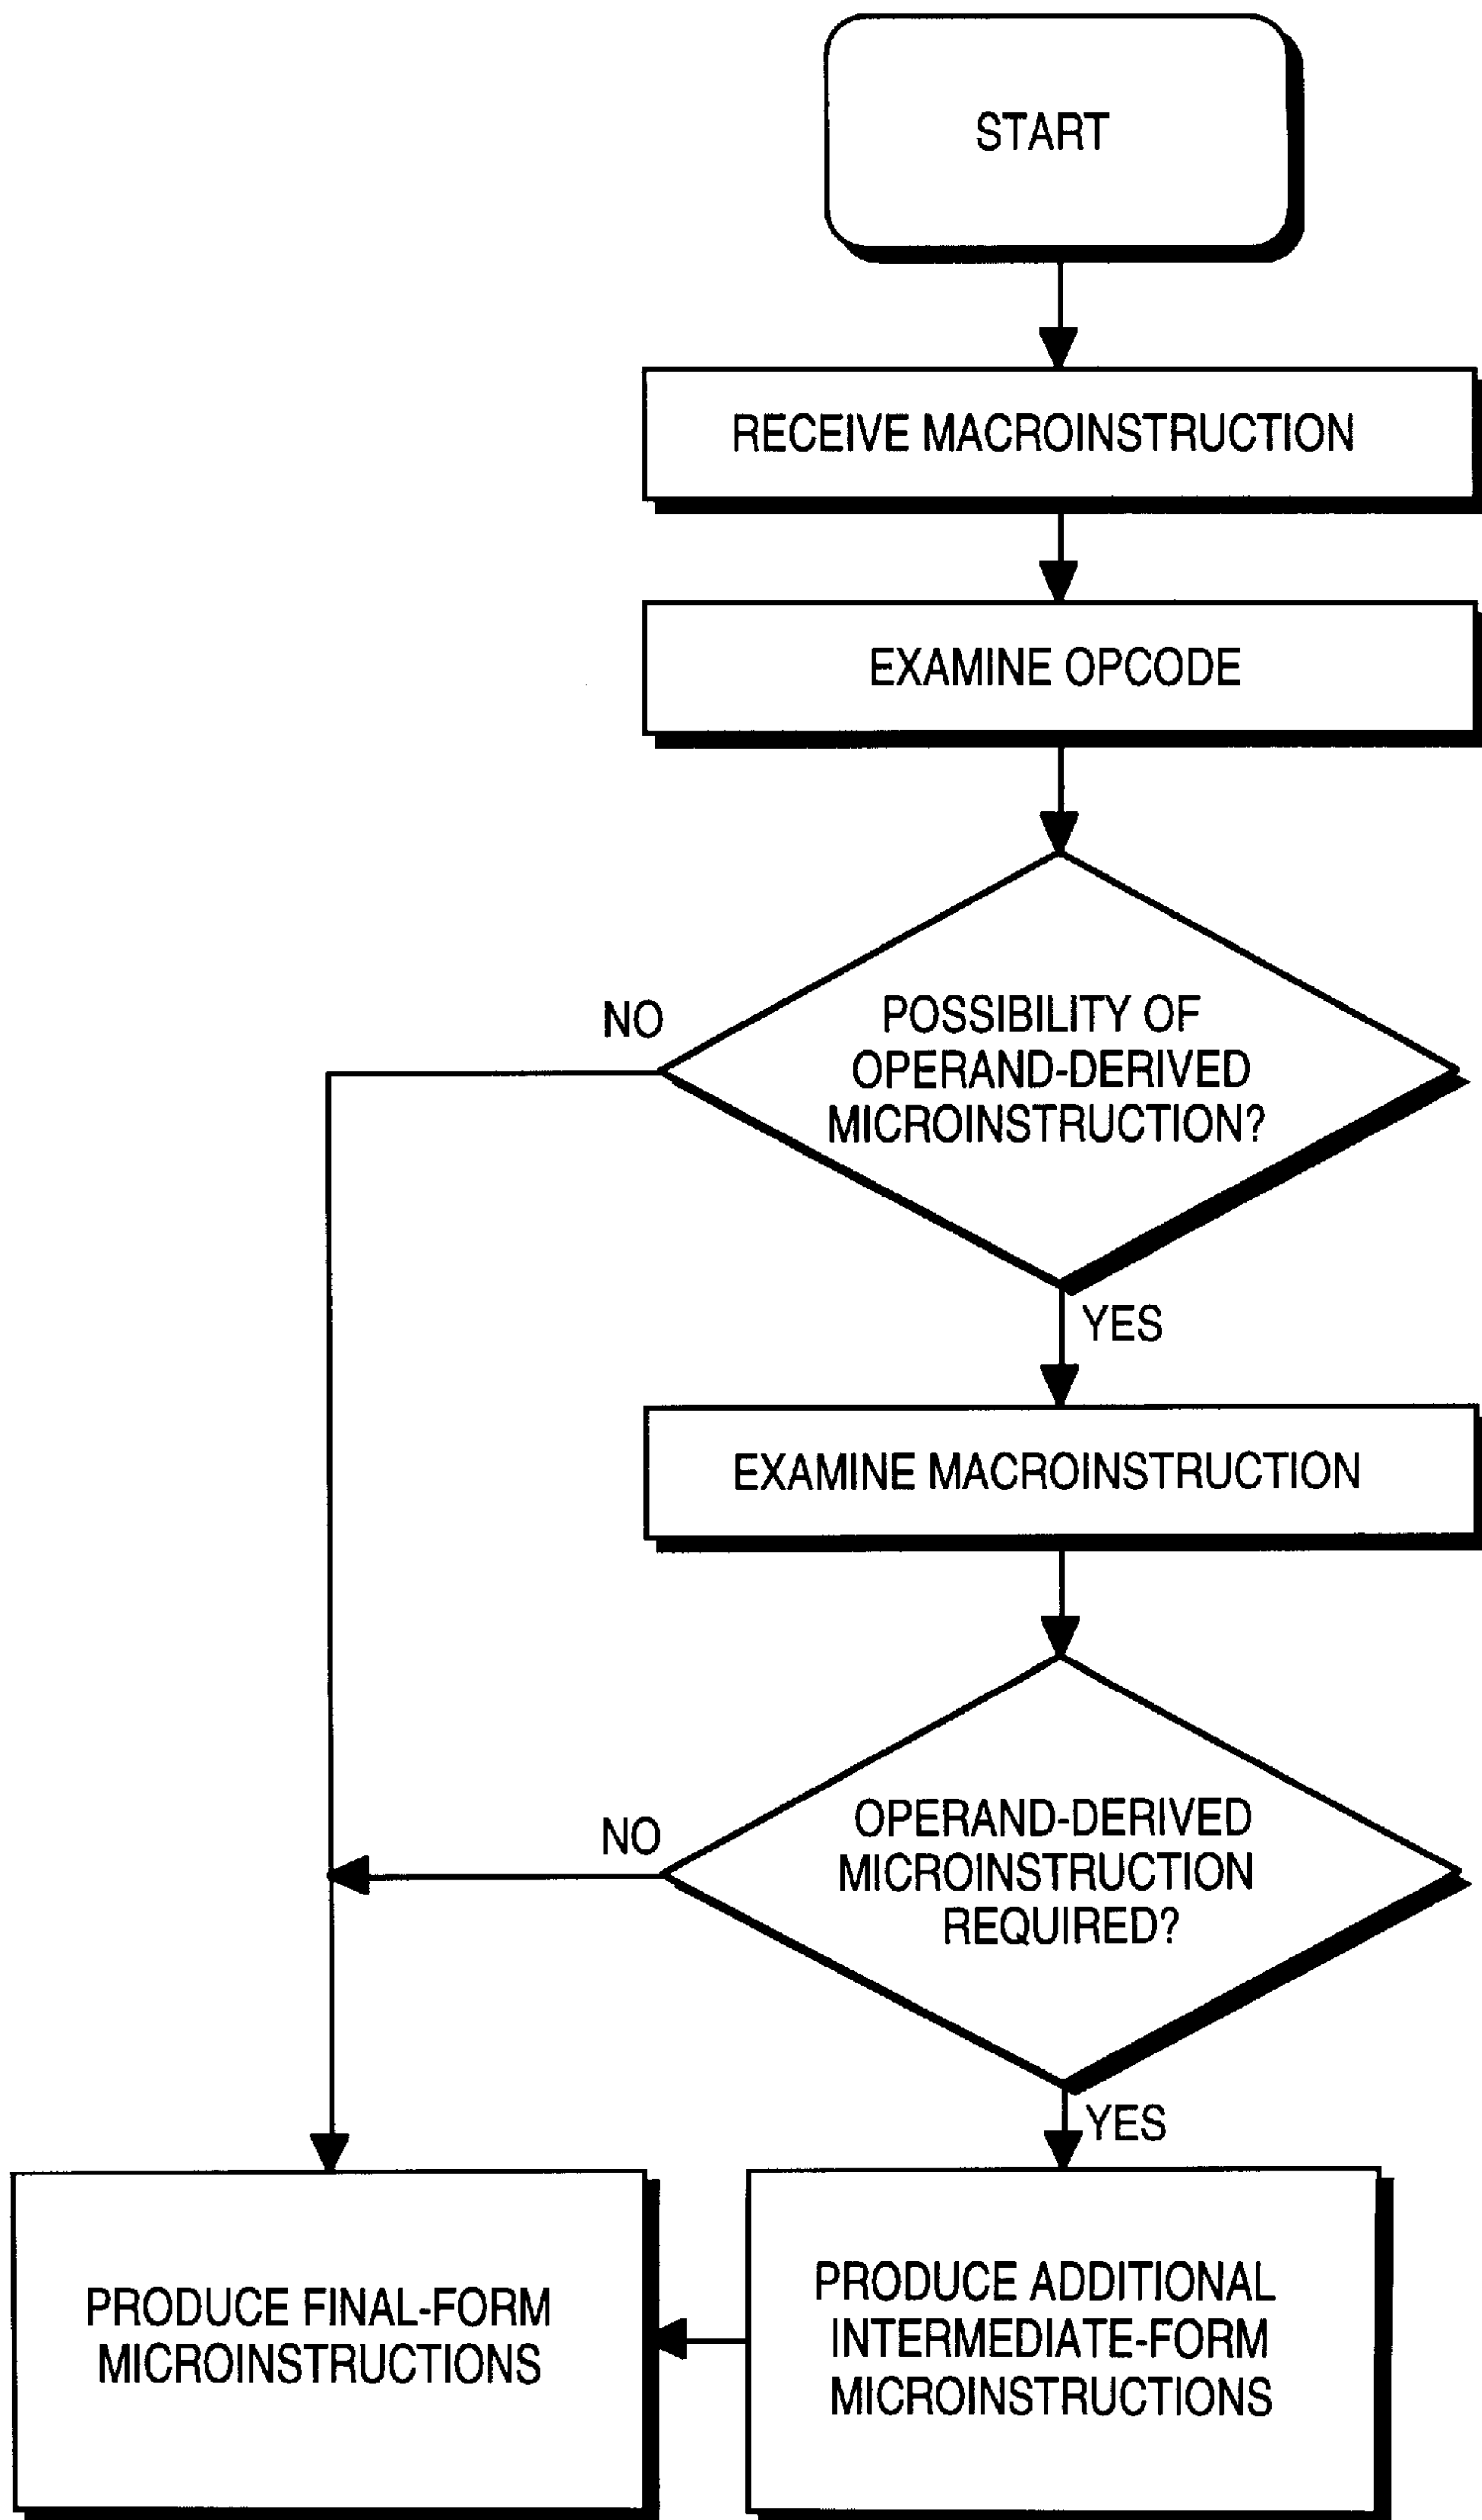 START
RECEIVE MACROINSTRUCTION
EXAMINE OPCODE
NO
POSSIBILITY OF
OPERAND-DERIVED
MICROINSTRUCTION?
YES
EXAMINE MACROINSTRUCTION
NO
OPERAND-DERIVED
MICROINSTRUCTION
REQUIRED?
YES
PRODUCE FINAL-FORM
MICROINSTRUCTIONS
PRODUCE ADDITIONAL
INTERMEDIATE-FORM
MICROINSTRUCTIONS